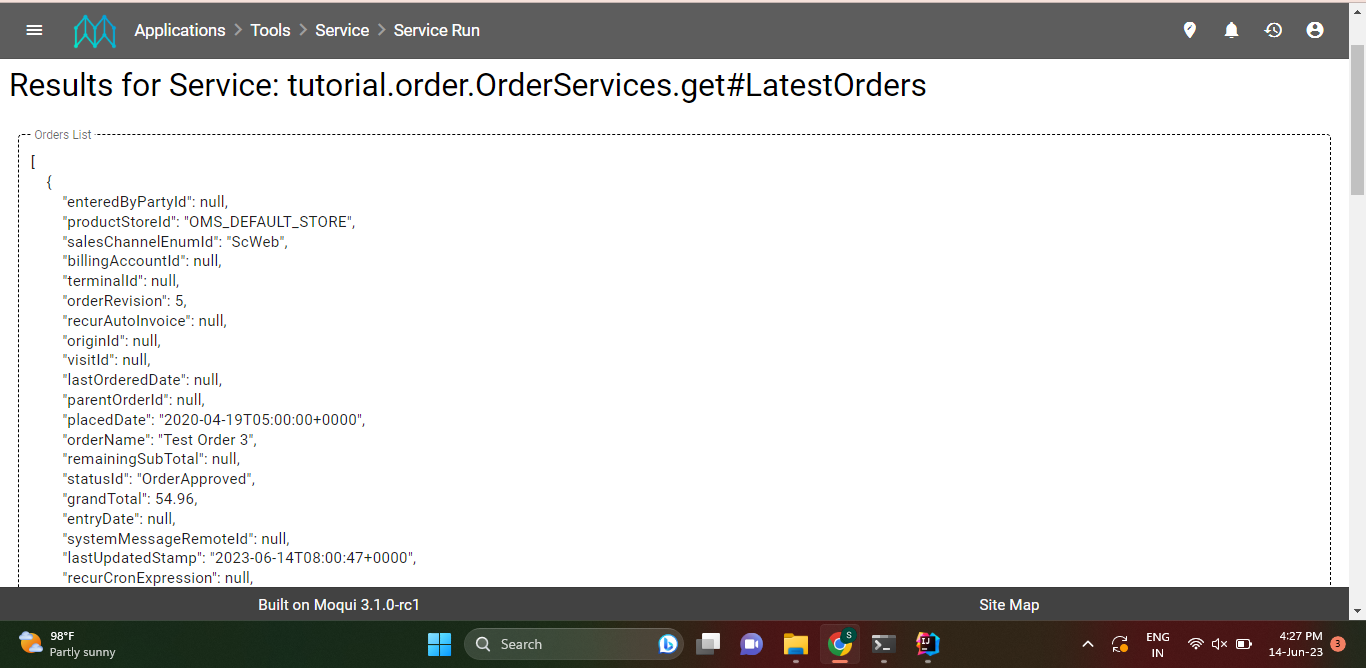 Applications > Tools > Service > Service Run
Results for Service: tutorial.order.OrderServices.get#LatestOrders
Orders List
[
{
"enteredByPartyId": null,
"productStoreId": "OMS_DEFAULT_STORE",
"salesChannelEnumId": "ScWeb",
"billingAccountId": null,
"terminalId": null,
"orderRevision": 5,
"recurAutoInvoice": null,
"originId": null,
"visitId": null,
"lastOrderedDate": null,
"parentOrderId": null,
"placedDate": "2020-04-19T05:00:00+0000",
"orderName": "Test Order 3",
"remainingSubTotal": null,
"statusId": "OrderApproved",
"grandTotal": 54.96,
"entryDate": null,
"systemMessageRemoteId": null,
"lastUpdatedStamp": "2023-06-14T08:00:47+0000",
"recurCronExpression": null,
Built on Moqui 3.1.0-rc1 Site Map
98°F
Partly sunny
Search
S
IJ
ENG
IN
4:27 PM
14-Jun-23
3